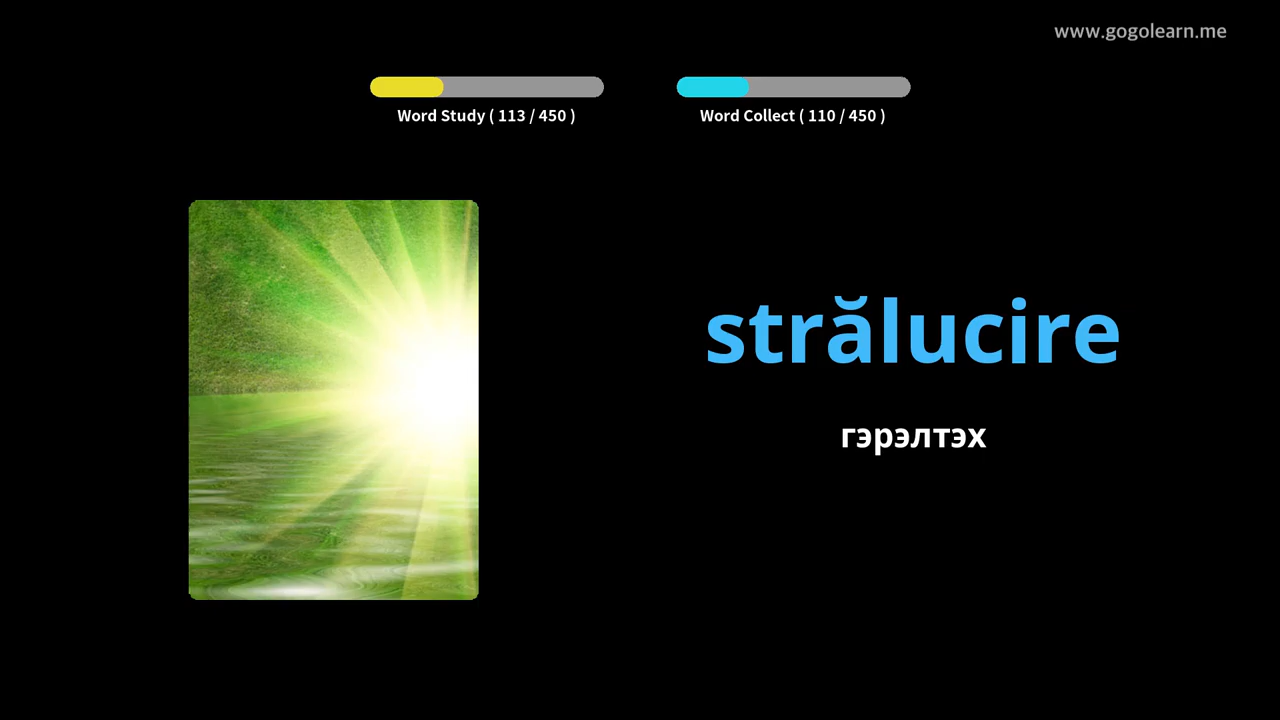 www.gogolearn.me
Word Study ( 113 / 450 )
Word Collect ( 110 / 450 )
strălucire
гэрэлтэх